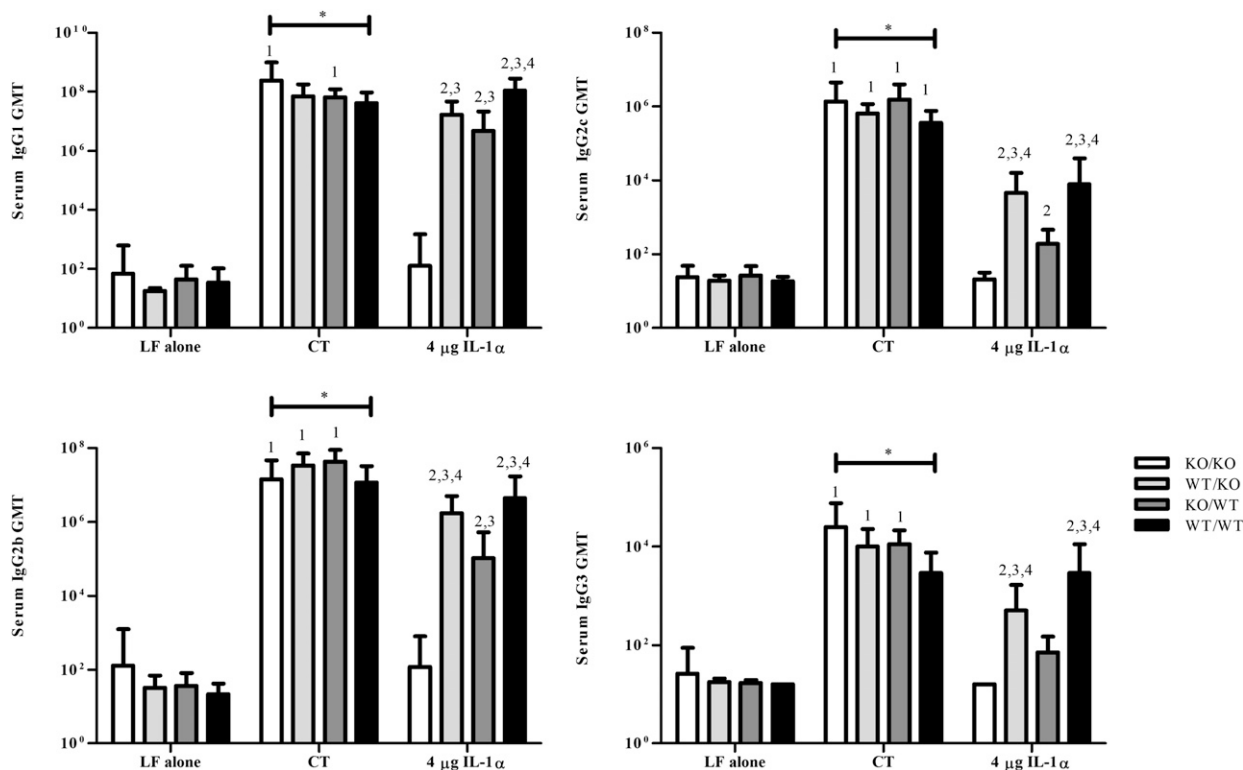 *
10¹⁰
1
1
2,3,4
10⁸
2,3
2,3
10⁶
10⁴
10²
10⁰
Serum IgG1 GMT
LF alone
CT
4 µg IL-1α
*
10⁸
1
1
1
1
10⁶
2,3,4
2,3,4
10⁴
2
10²
10⁰
Serum IgG2c GMT
LF alone
CT
4 µg IL-1α
*
10⁸
1
1
1
2,3,4
2,3,4
10⁶
2,3
10⁴
10²
10⁰
Serum IgG2b GMT
LF alone
CT
4 µg IL-1α
*
10⁶
1
1
1
2,3,4
10⁴
2,3,4
10²
10⁰
Serum IgG3 GMT
LF alone
CT
4 µg IL-1α
KO/KO
WT/KO
KO/WT
WT/WT